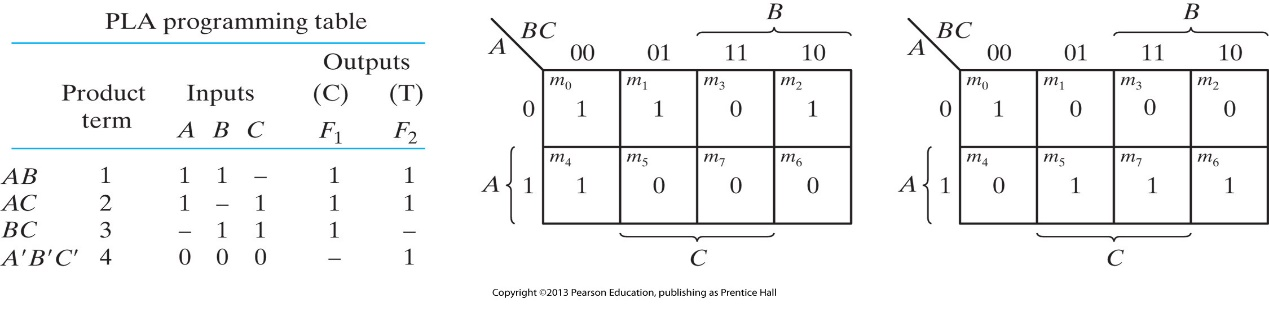 PLA programming table
Outputs
Product Inputs (C) (T)
term A B C F₁ F₂
AB 1 1 1 – 1 1
AC 2 1 – 1 1 1
BC 3 – 1 1 1 –
A′B′C′ 4 0 0 0 – 1
B
A BC 00 01 11 10
m₀ m₁ m₃ m₂
0 1 1 0 1
m₄ m₅ m₇ m₆
A 1 1 0 0 0
C
B
A BC 00 01 11 10
m₀ m₁ m₃ m₂
0 1 0 0 0
m₄ m₅ m₇ m₆
A 1 0 1 1 1
C
Copyright ©2013 Pearson Education, publishing as Prentice Hall